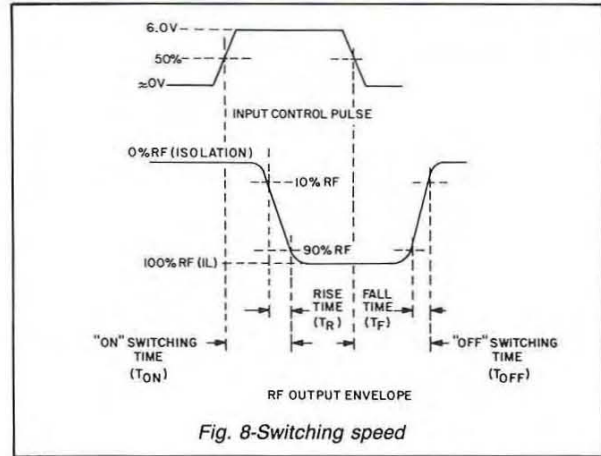 6.0V
50%
≈0V
INPUT CONTROL PULSE
0% RF (ISOLATION)
10% RF
90% RF
100% RF (IL)
RISE
TIME
(TR)
FALL
TIME
(TF)
"ON" SWITCHING
TIME
(TON)
"OFF" SWITCHING
TIME
(TOFF)
RF OUTPUT ENVELOPE
Fig. 8-Switching speed